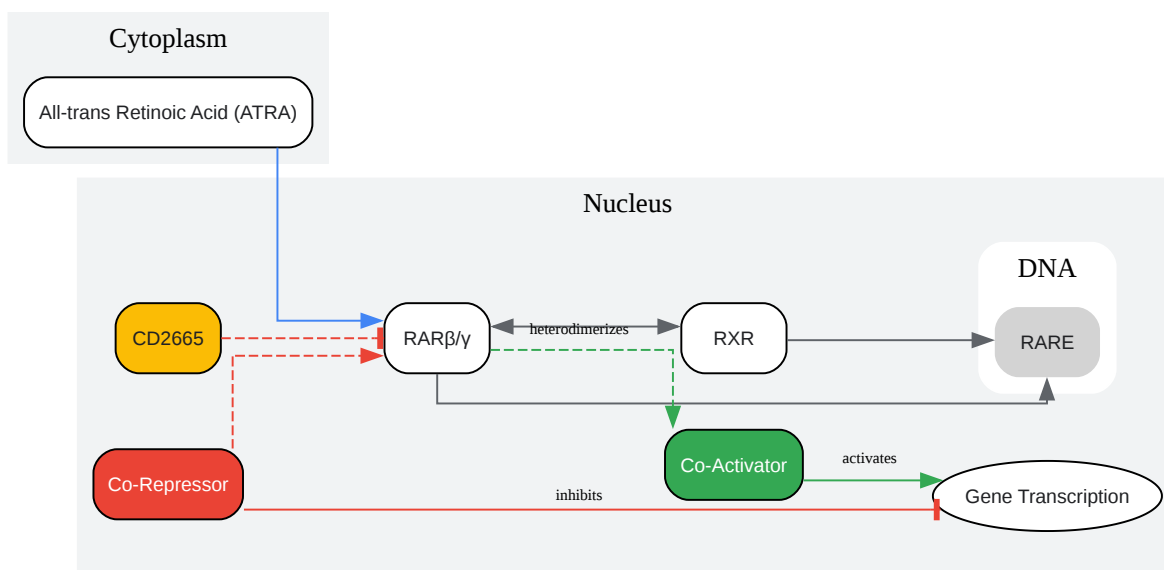 Cytoplasm
All-trans Retinoic Acid (ATRA)
Nucleus
DNA
CD2665
RARβ/γ
heterodimerizes
RXR
RARE
Co-Repressor
Co-Activator
activates
inhibits
Gene Transcription